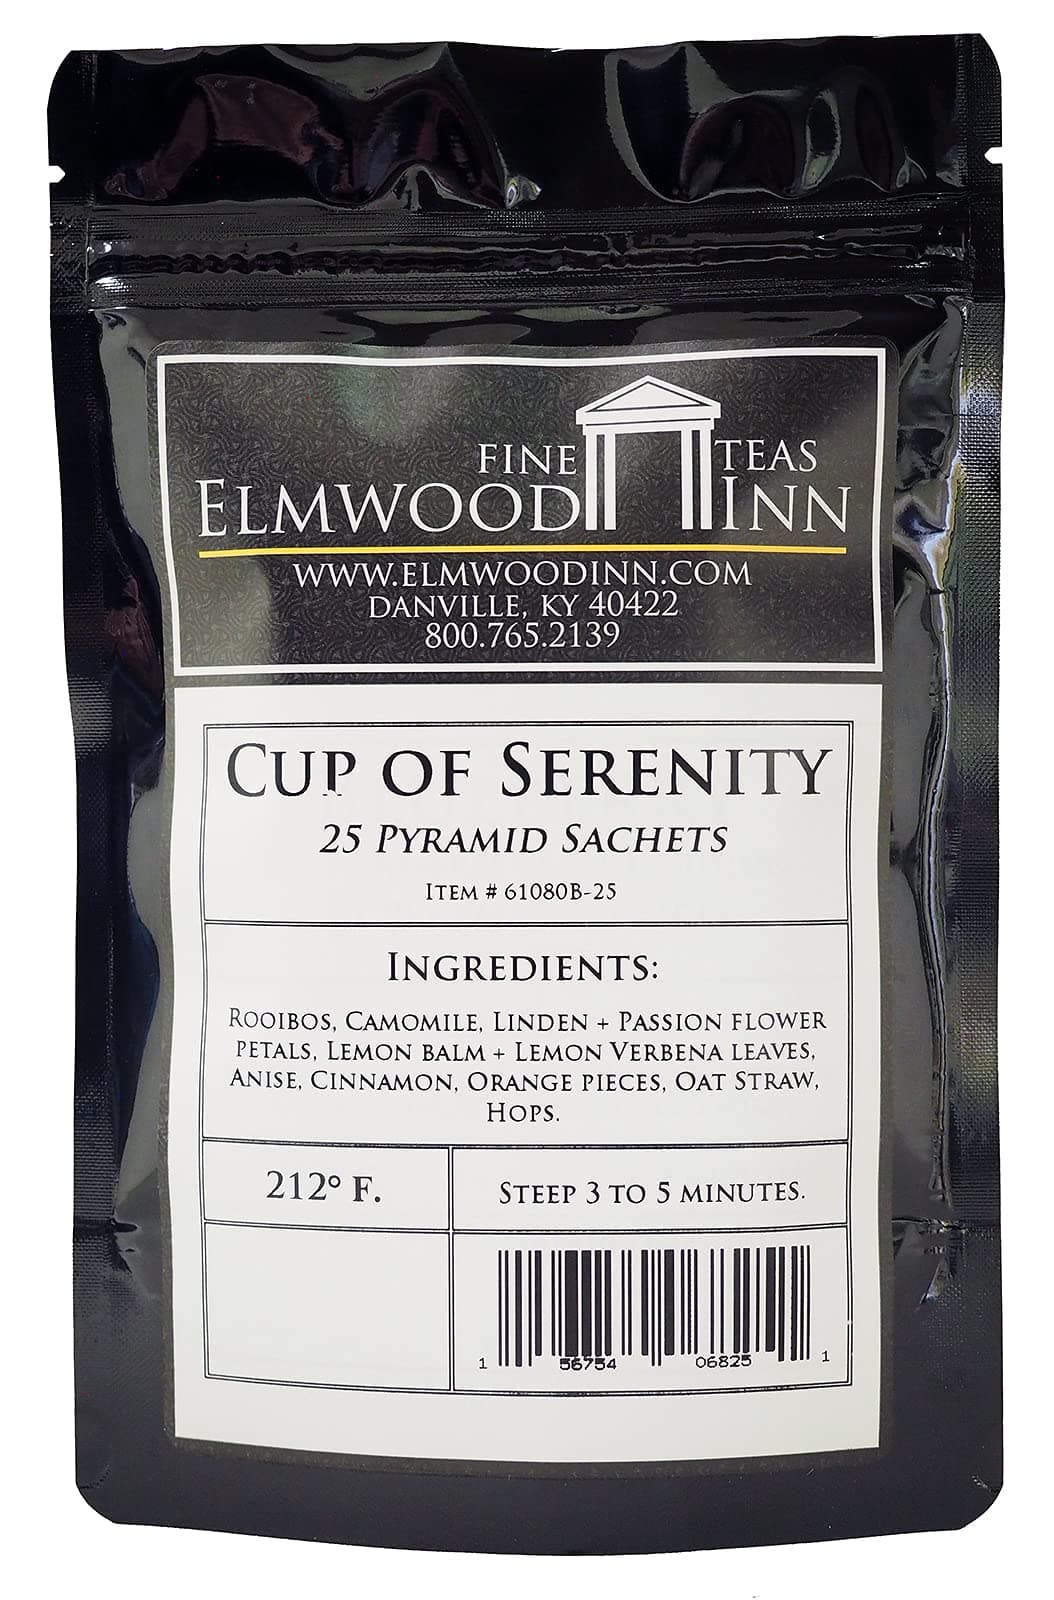 FINE TEAS
ELMWOOD INN
WWW.ELMWOODINN.COM
DANVILLE, KY 40422
800.765.2139
CUP OF SERENITY
25 PYRAMID SACHETS
ITEM # 61080B-25
INGREDIENTS:
ROOIBOS, CAMOMILE, LINDEN + PASSION FLOWER
PETALS, LEMON BALM + LEMON VERBENA LEAVES,
ANISE, CINNAMON, ORANGE PIECES, OAT STRAW,
HOPS.
212° F.
STEEP 3 TO 5 MINUTES.
1 56754 06825 1